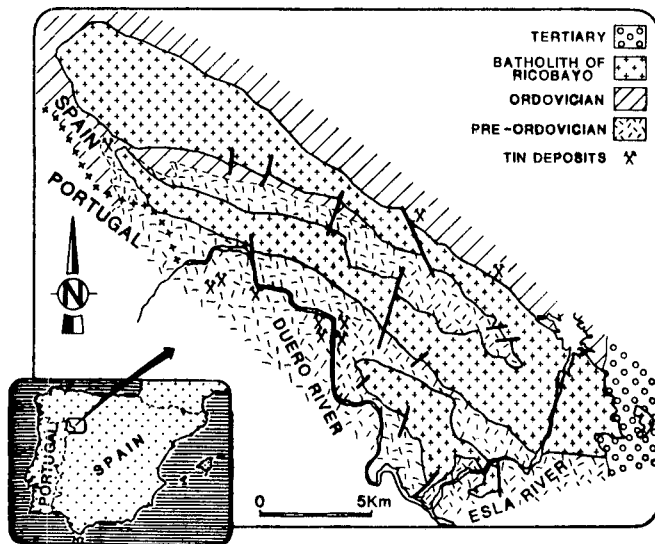 TERTIARY
BATHOLITH OF
RICOBAYO
ORDOVICIAN
PRE-ORDOVICIAN
TIN DEPOSITS
SPAIN
PORTUGAL
N
DUERO RIVER
ESLA RIVER
0 5Km
PORTUGAL
SPAIN